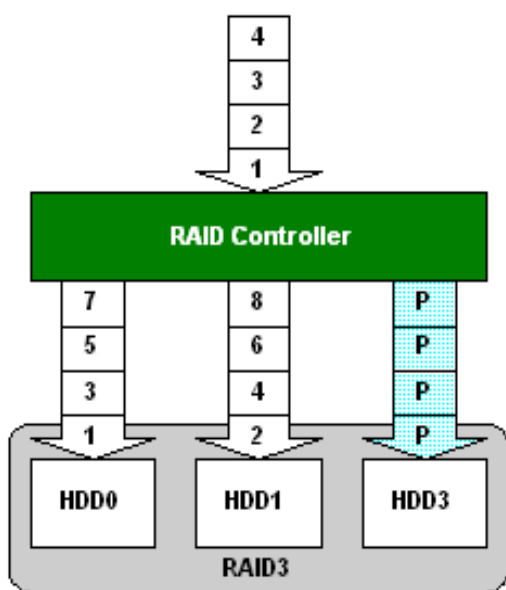 4
3
2
1
RAID Controller
7 8 P
5 6 P
3 4 P
1 2 P
HDD0 HDD1 HDD3
RAID3